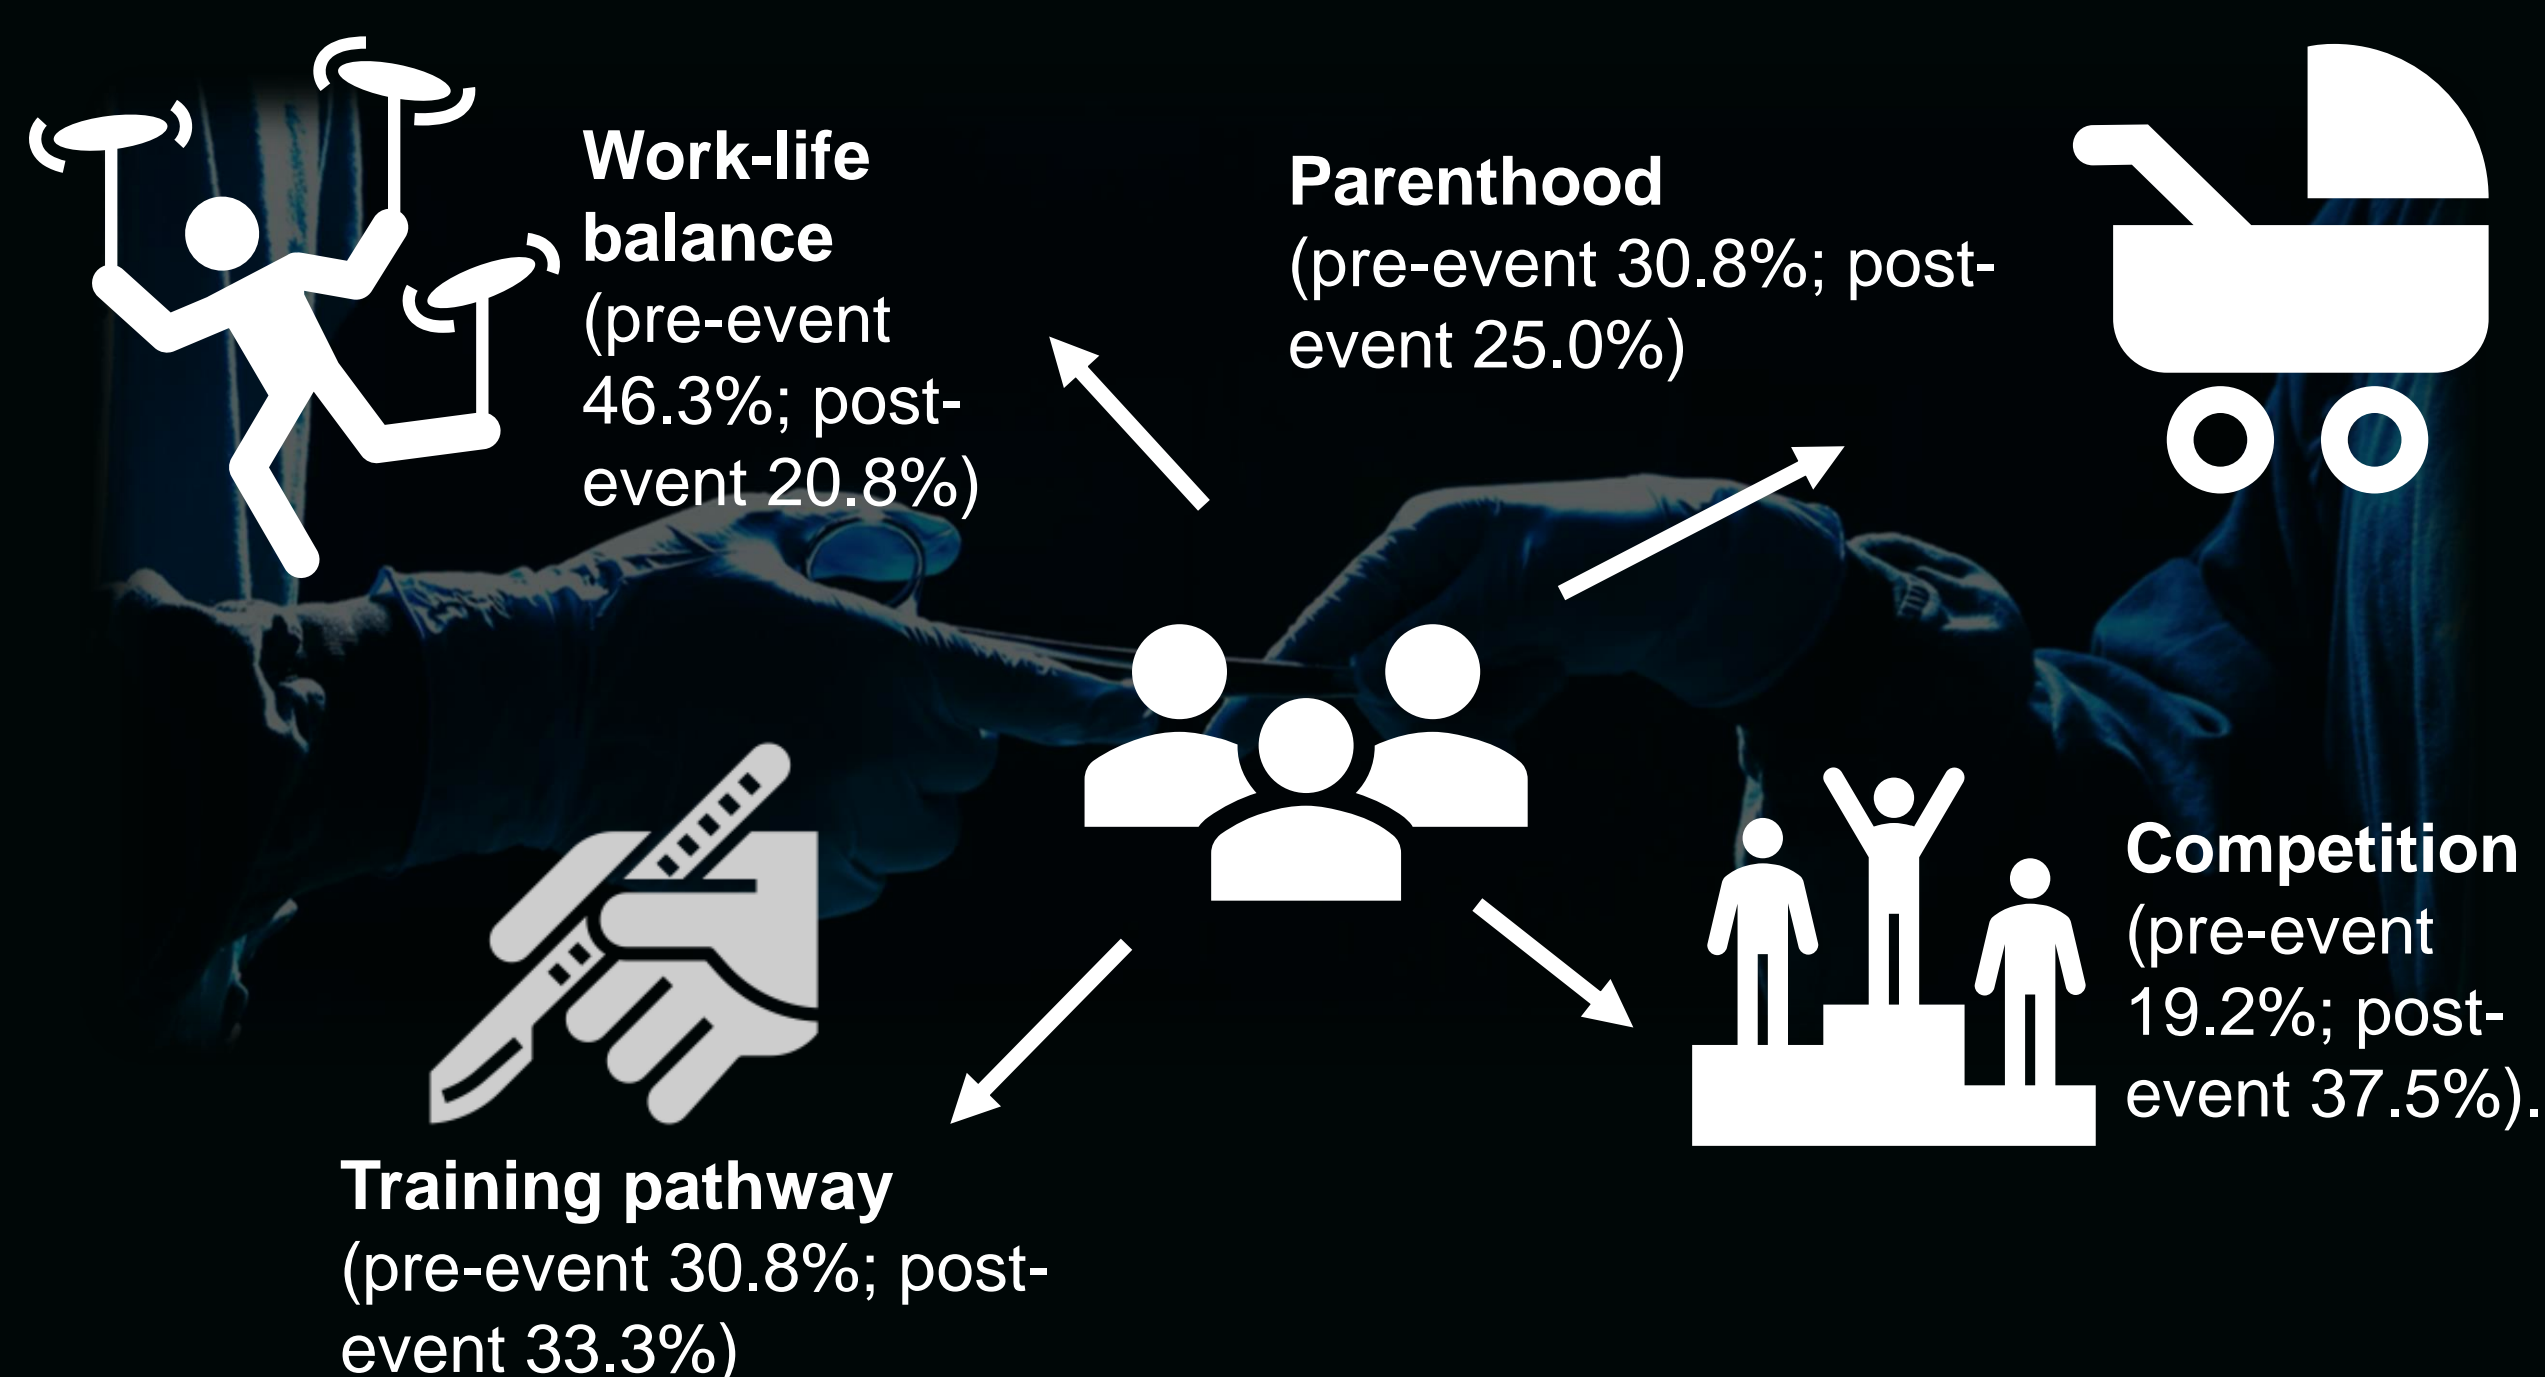 Work-life
balance
(pre-event
46.3%; post-
event 20.8%)
Parenthood
(pre-event 30.8%; post-
event 25.0%)
Competition
(pre-event
19.2%; post-
event 37.5%).
Training pathway
(pre-event 30.8%; post-
event 33.3%)